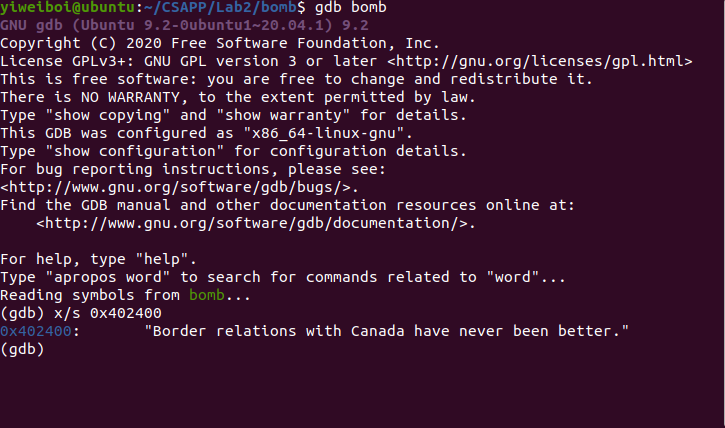 yiweiboi@ubuntu:~/CSAPP/Lab2/bomb$ gdb bomb
GNU gdb (Ubuntu 9.2-0ubuntu1~20.04.1) 9.2
Copyright (C) 2020 Free Software Foundation, Inc.
License GPLv3+: GNU GPL version 3 or later <http://gnu.org/licenses/gpl.html>
This is free software: you are free to change and redistribute it.
There is NO WARRANTY, to the extent permitted by law.
Type "show copying" and "show warranty" for details.
This GDB was configured as "x86_64-linux-gnu".
Type "show configuration" for configuration details.
For bug reporting instructions, please see:
<http://www.gnu.org/software/gdb/bugs/>.
Find the GDB manual and other documentation resources online at:
    <http://www.gnu.org/software/gdb/documentation/>.

For help, type "help".
Type "apropos word" to search for commands related to "word"...
Reading symbols from bomb...
(gdb) x/s 0x402400
0x402400:       "Border relations with Canada have never been better."
(gdb)